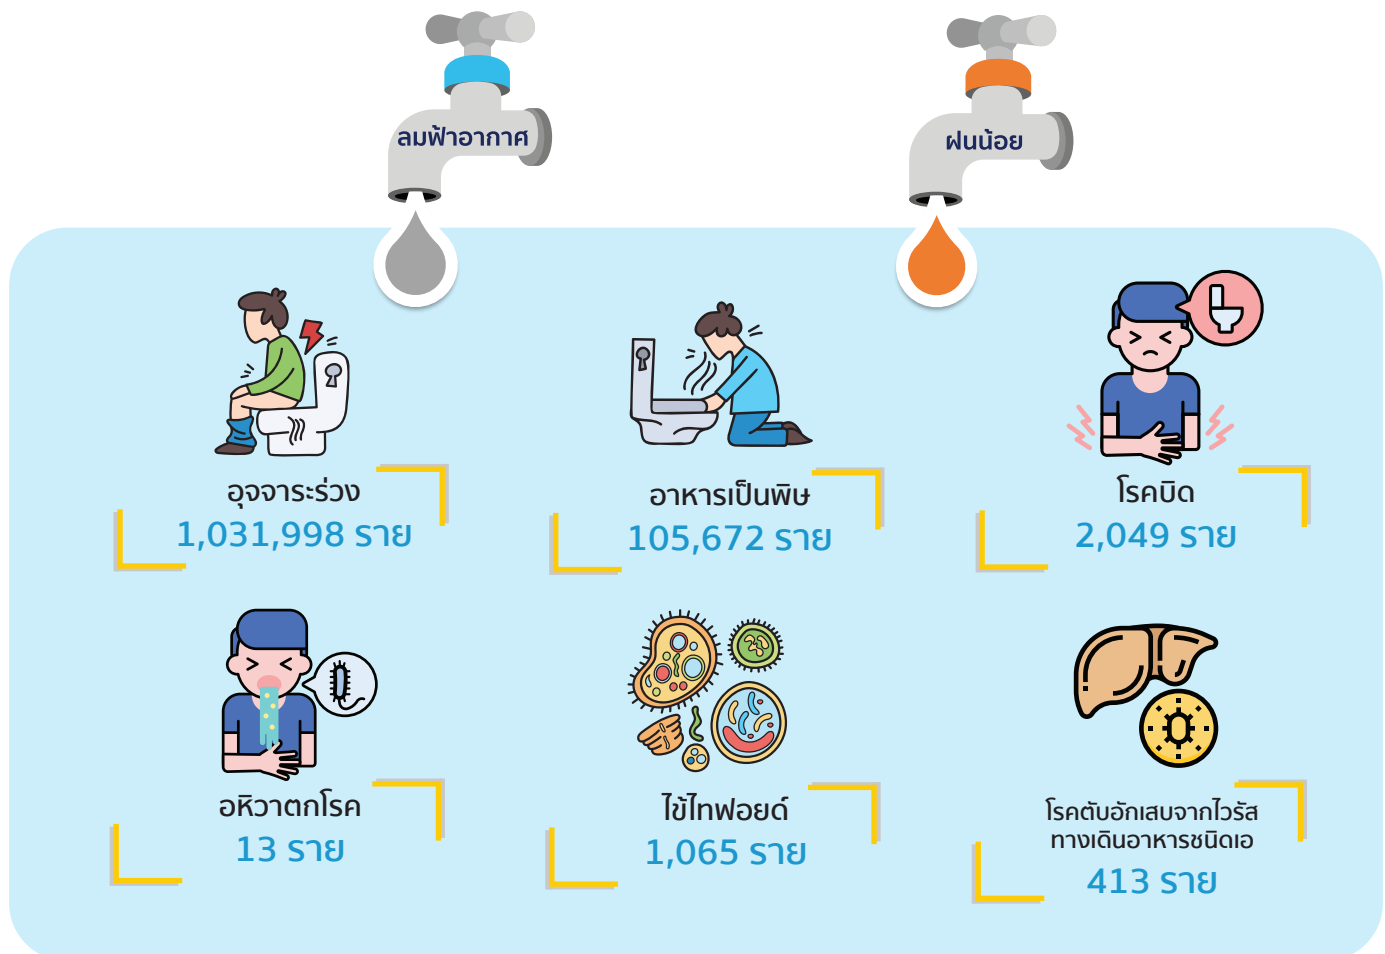 ลมฟ้าอากาศ
ฝนน้อย
อุจจาระร่วง
1,031,998 ราย
อาหารเป็นพิษ
105,672 ราย
โรคบิด
2,049 ราย
อหิวาตกโรค
13 ราย
ไข้ไทฟอยด์
1,065 ราย
โรคตับอักเสบจากไวรัส
ทางเดินอาหารชนิดเอ
413 ราย